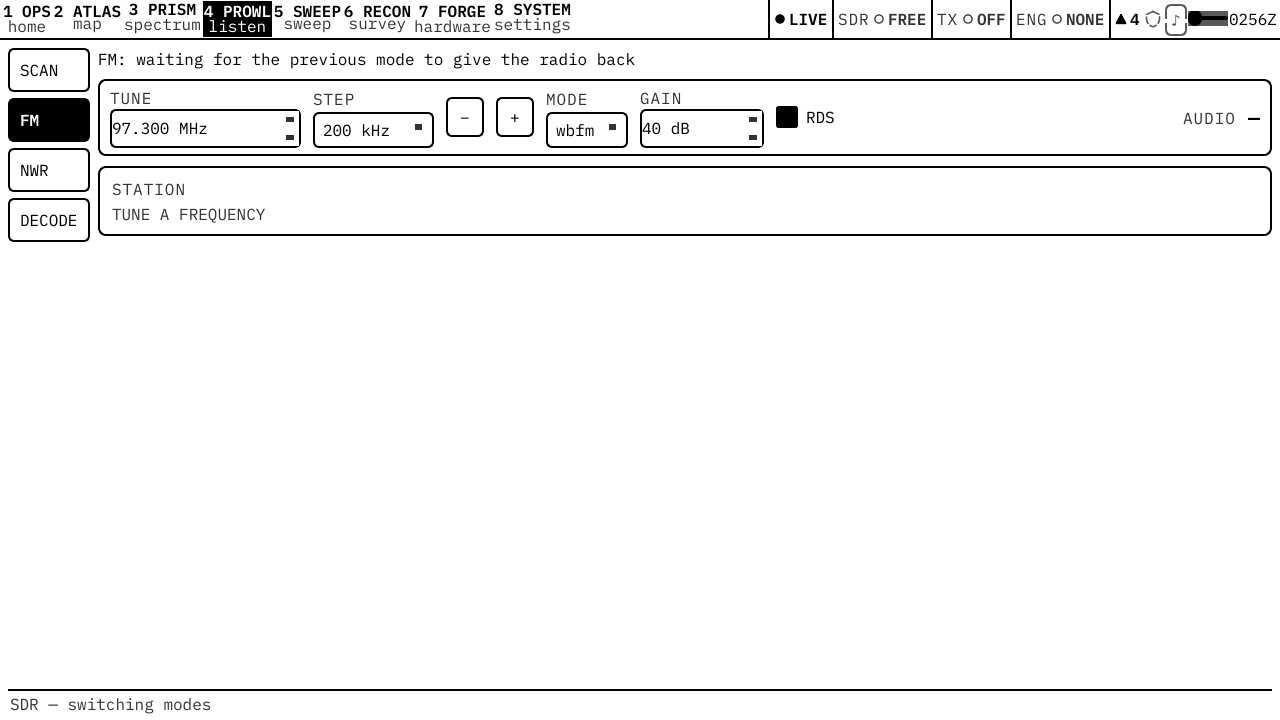 1 OPS 2 ATLAS 3 PRISM 4 PROWL 5 SWEEP 6 RECON 7 FORGE 8 SYSTEM
home map spectrum listen sweep survey hardware settings
● LIVE SDR ○ FREE TX ○ OFF ENG ○ NONE ▲ 4 ♪ 0256Z
SCAN
FM
NWR
DECODE
FM: waiting for the previous mode to give the radio back
TUNE STEP MODE GAIN
97.300 MHz 200 kHz − + wbfm 40 dB RDS AUDIO —
STATION
TUNE A FREQUENCY
SDR — switching modes